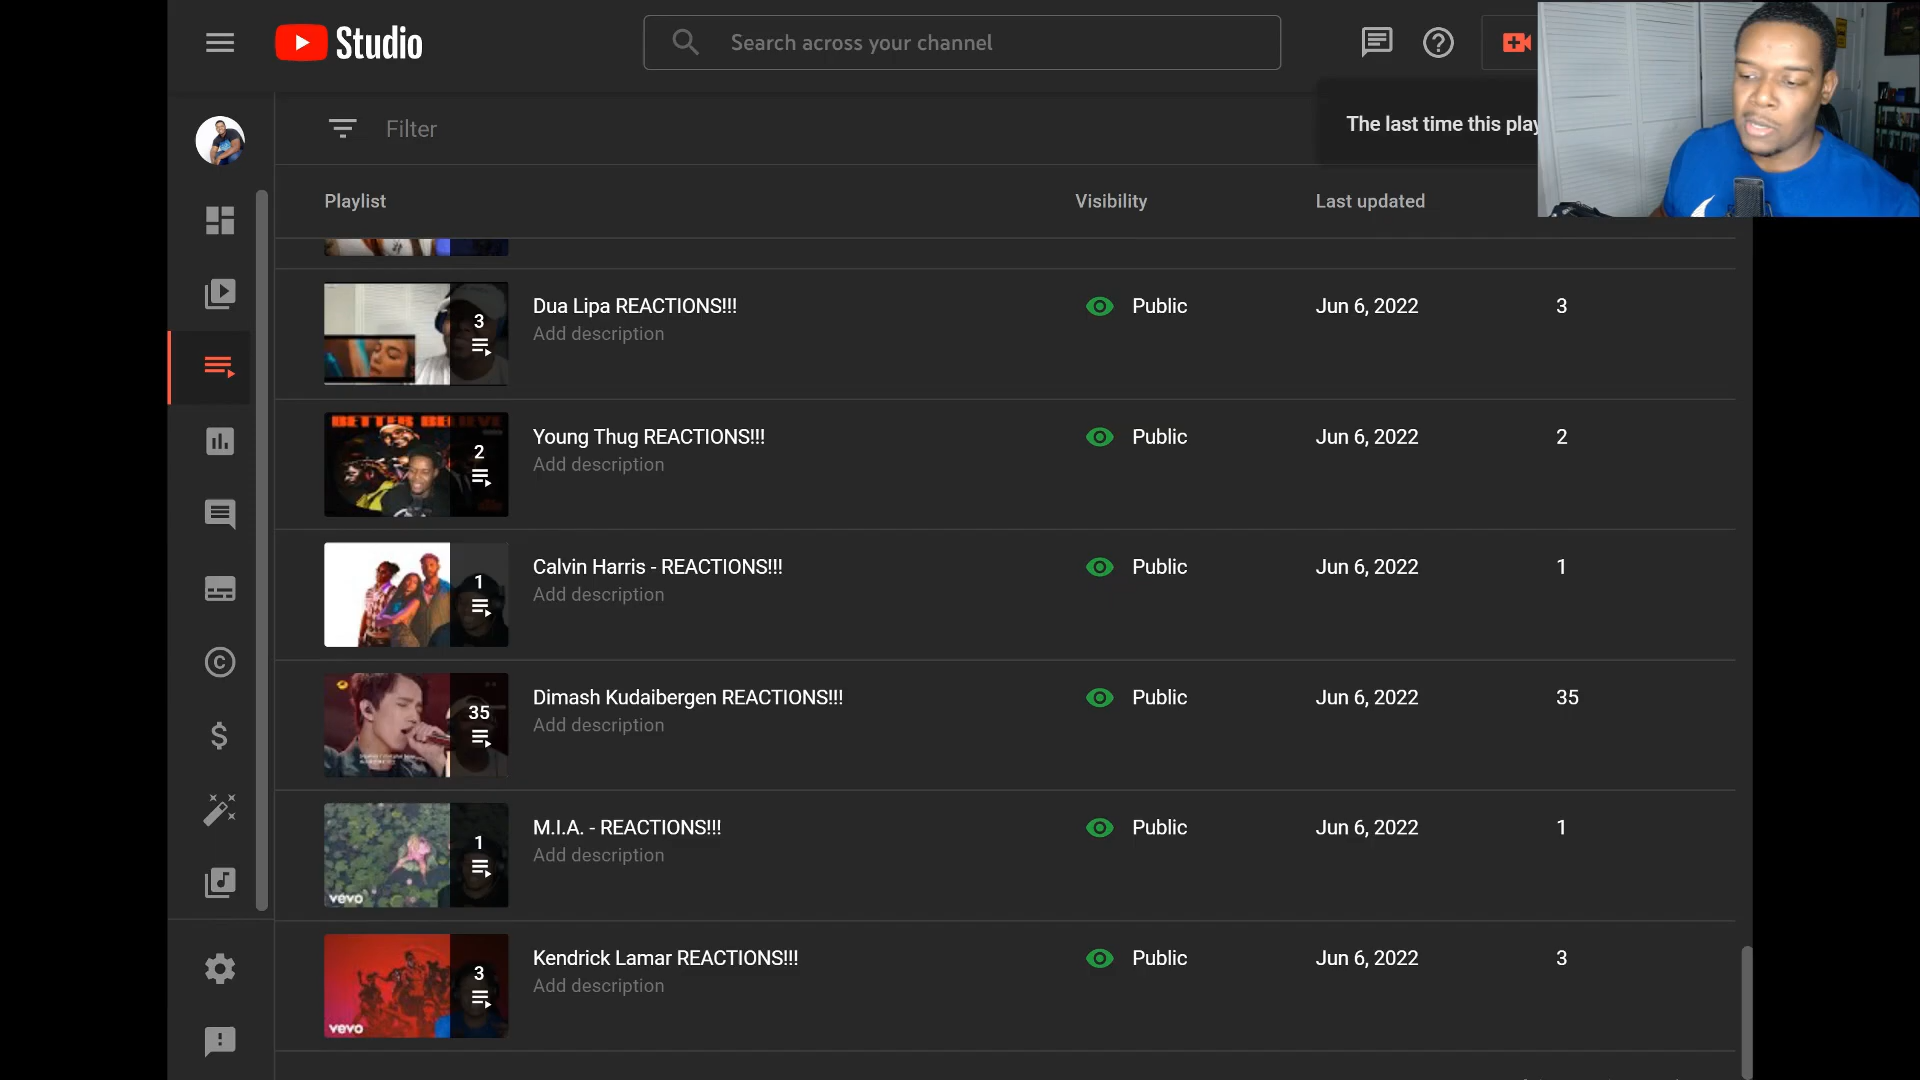 Studio
Search across your channel
The last time this play
Filter
Playlist
Visibility
Last updated
3
Dua Lipa REACTIONS!!!
Add description
Public
Jun 6, 2022
3
BETTER BELIEVE
2
Young Thug REACTIONS!!!
Add description
Public
Jun 6, 2022
2
1
Calvin Harris - REACTIONS!!!
Add description
Public
Jun 6, 2022
1
35
Dimash Kudaibergen REACTIONS!!!
Add description
Public
Jun 6, 2022
35
1
vevo
M.I.A. - REACTIONS!!!
Add description
Public
Jun 6, 2022
1
3
vevo
Kendrick Lamar REACTIONS!!!
Add description
Public
Jun 6, 2022
3